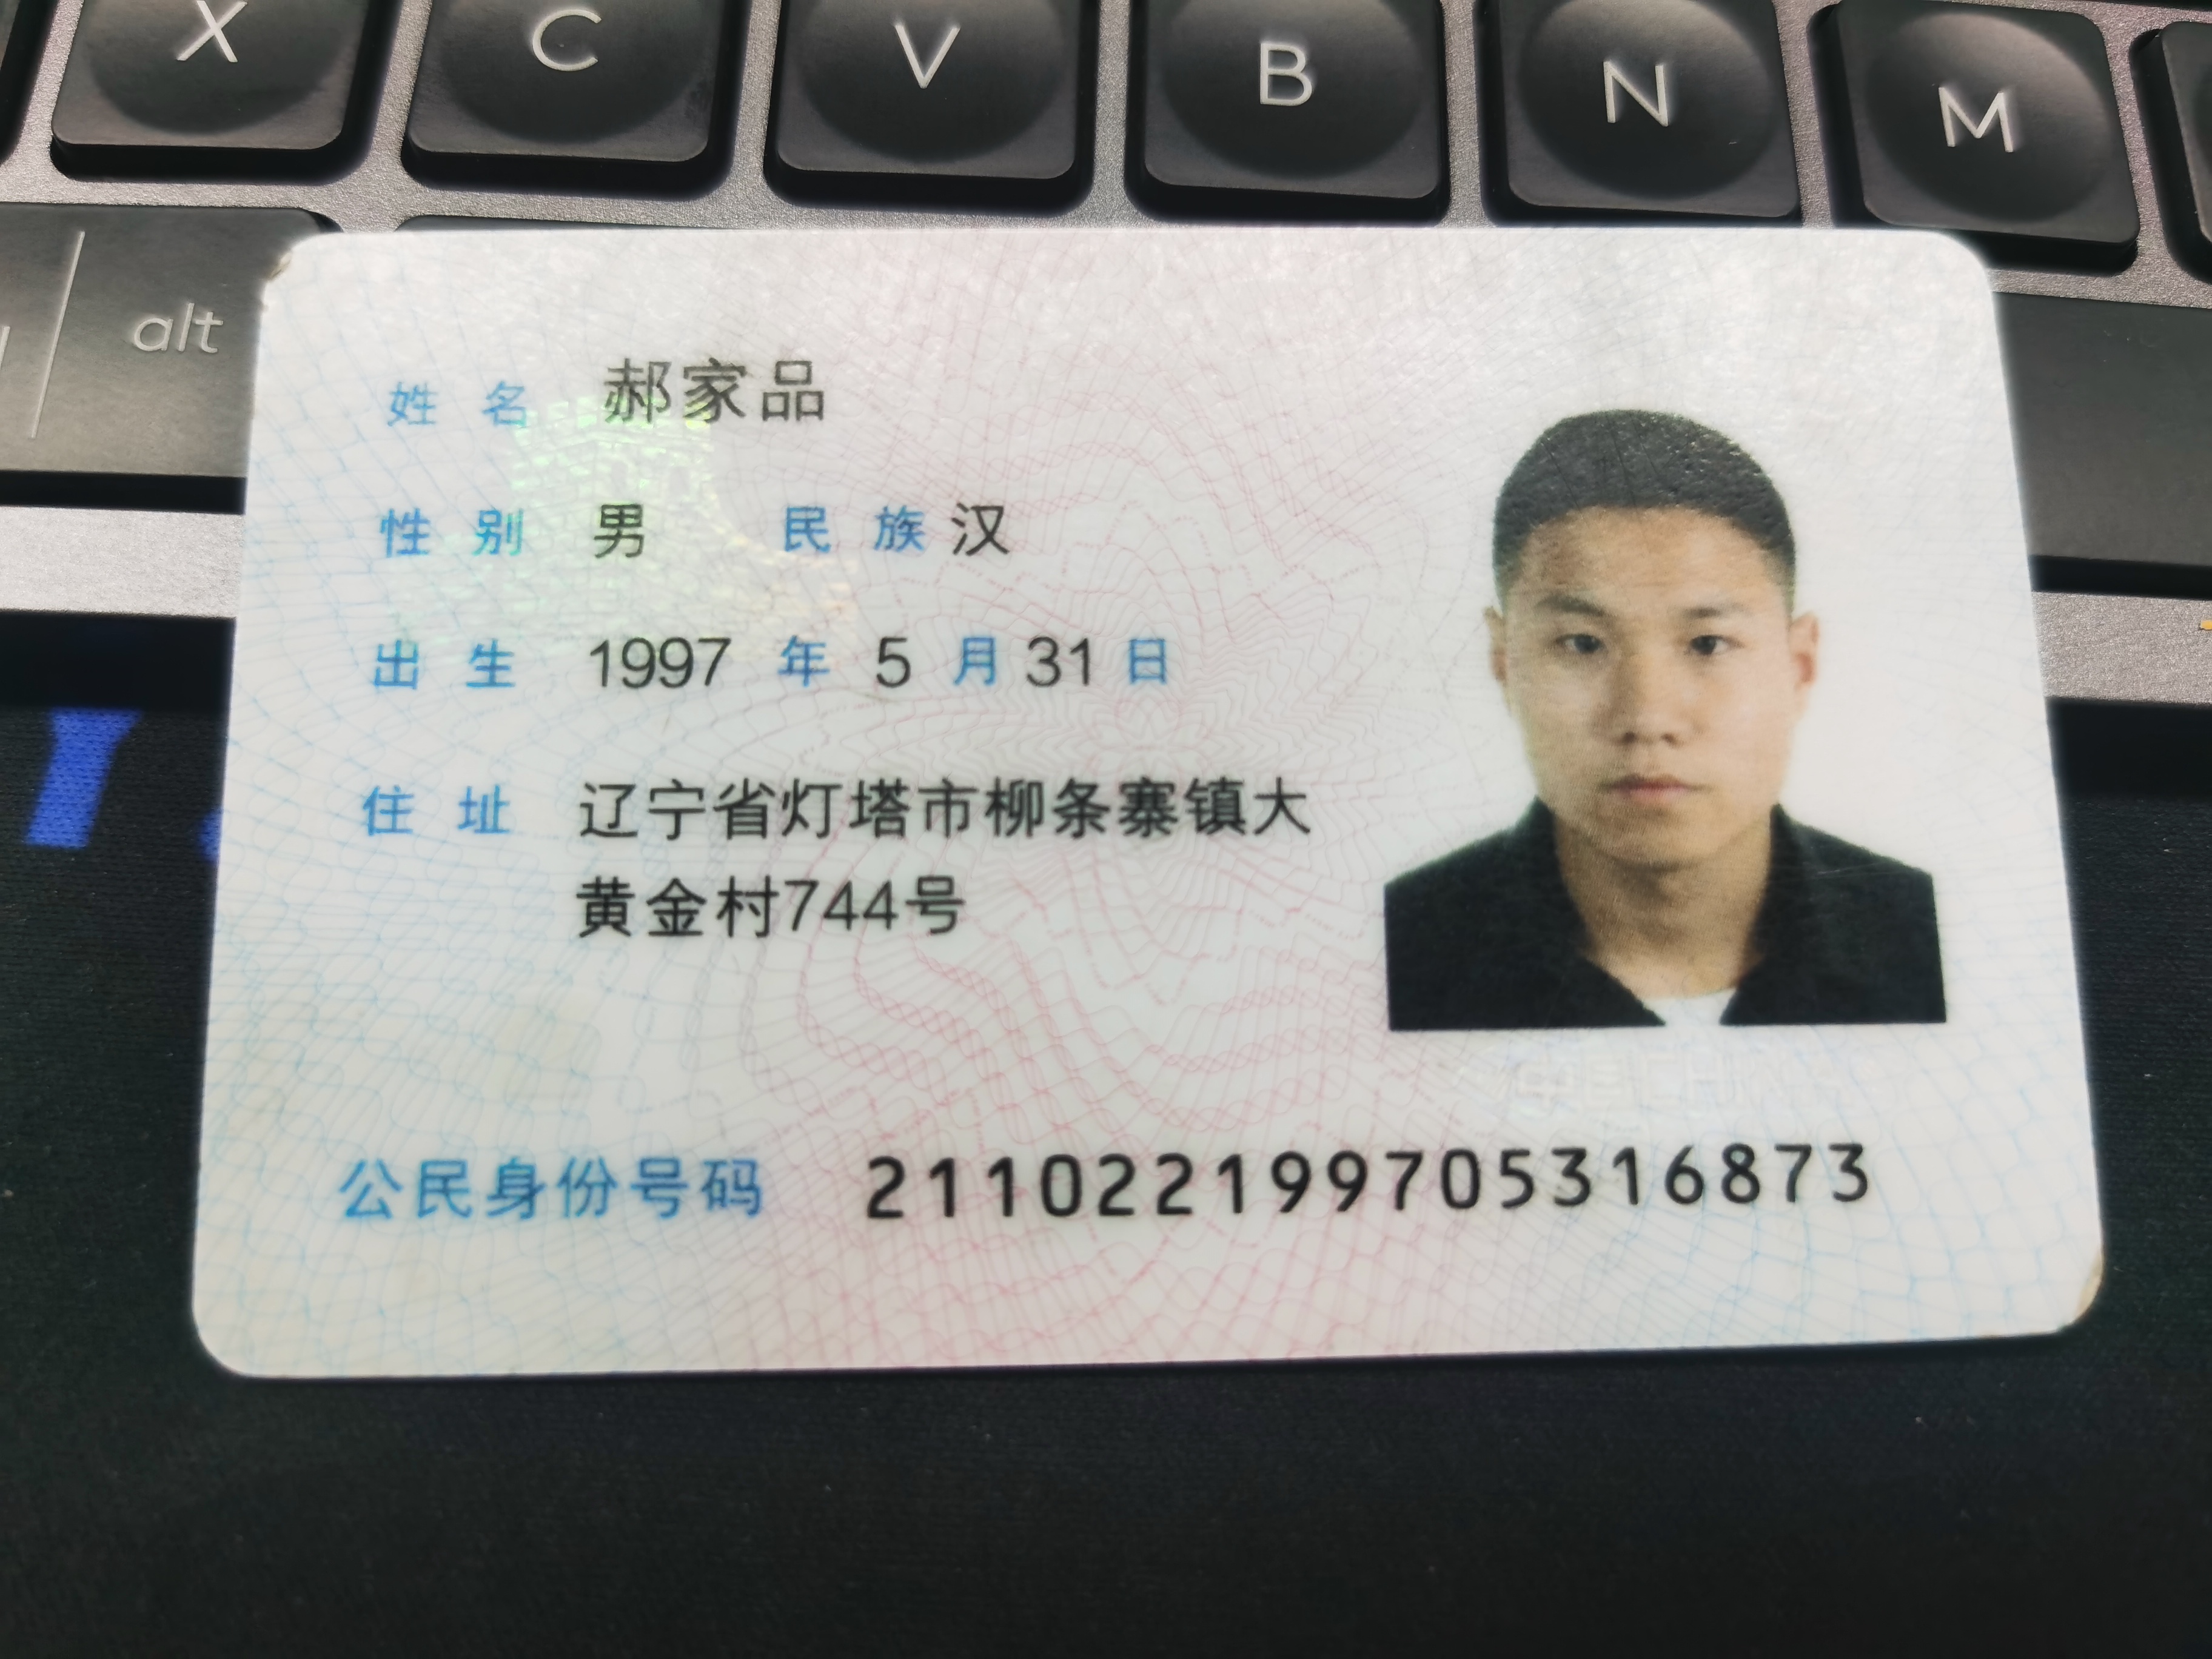 X C V B N M
alt
姓名 郝家品
性别 男 民族 汉
出生 1997 年 5 月 31 日
住址 辽宁省灯塔市柳条寨镇大
黄金村744号
公民身份号码 211022199705316873